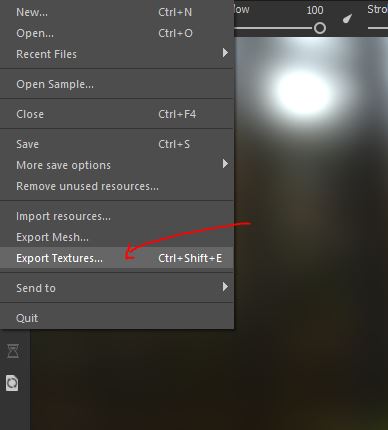 New... Ctrl+N
low 100 Stro
Open... Ctrl+O
Recent Files
Open Sample...
Close Ctrl+F4
Save Ctrl+S
More save options
Remove unused resources...
Import resources...
Export Mesh...
Export Textures... Ctrl+Shift+E
Send to
Quit